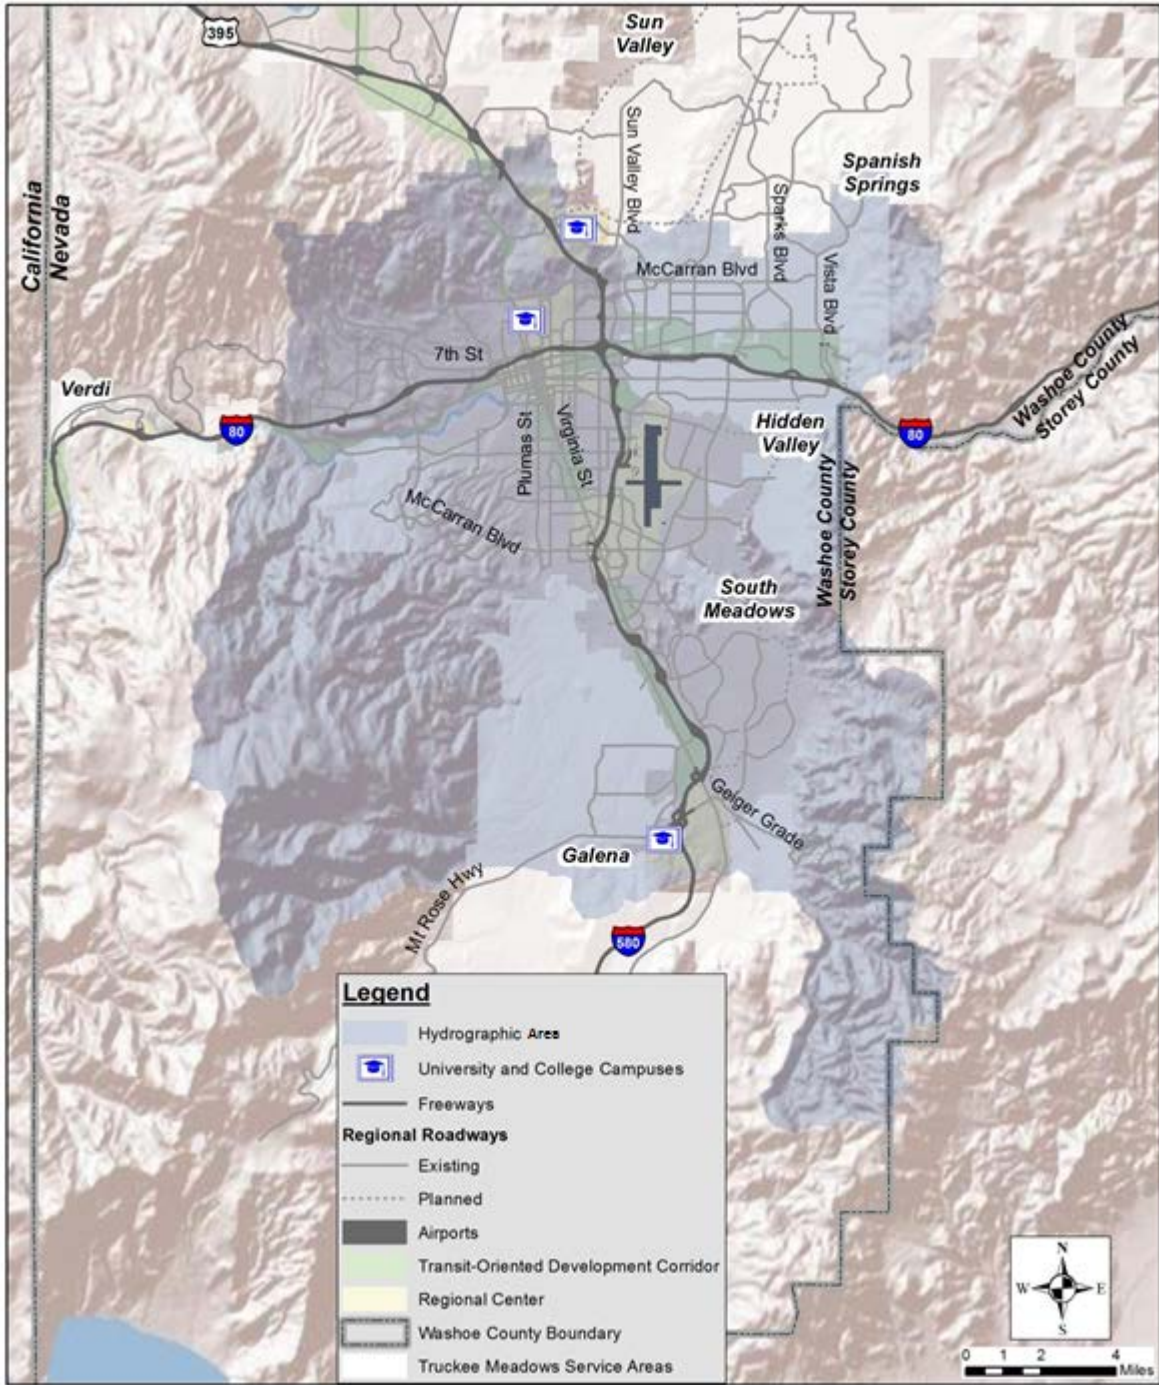 395
Sun
Valley
Sun Valley Blvd
Spanish
Springs
Sparks Blvd
California
Nevada
McCarran Blvd
Vista Blvd
7th St
Verdi
80
Plumas St
Virginia St
Hidden
Valley
80
Washoe County
Storey County
McCarran Blvd
Washoe County
Storey County
South
Meadows
Geiger Grade
Galena
Mt Rose Hwy
580
Legend
Hydrographic Area
University and College Campuses
Freeways
Regional Roadways
Existing
Planned
Airports
Transit-Oriented Development Corridor
Regional Center
Washoe County Boundary
Truckee Meadows Service Areas
N
W E
S
0 1 2 4
Miles